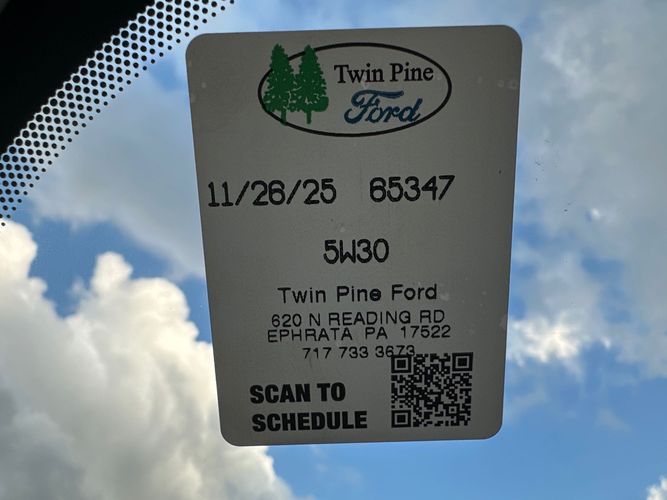 Twin Pine
Ford
11/26/25 65347
5W30
Twin Pine Ford
620 N READING RD
EPHRATA PA 17522
717 733 3673
SCAN TO
SCHEDULE